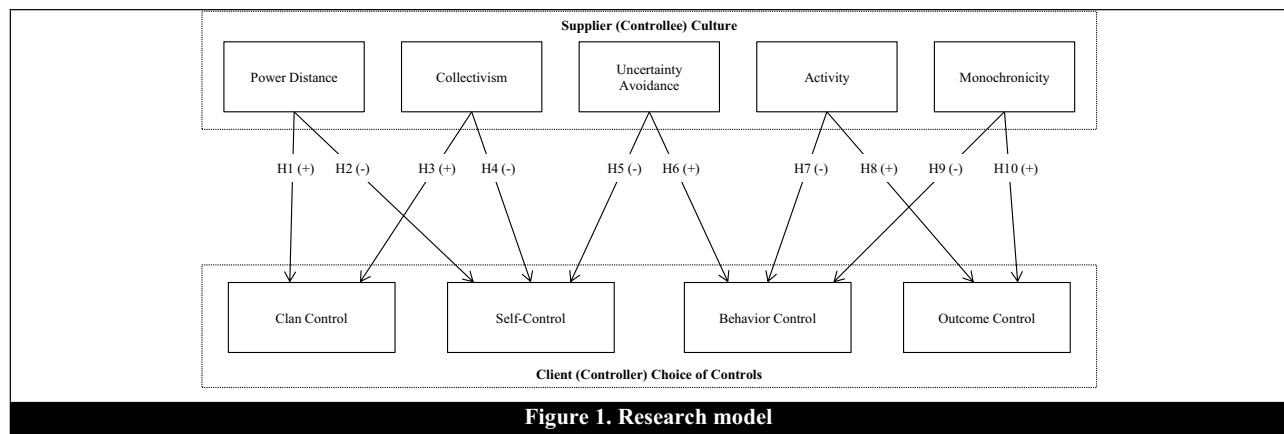 Supplier (Controllee) Culture
Power Distance
Collectivism
Uncertainty
Avoidance
Activity
Monochronicity
H1 (+)
H2 (-)
H3 (+)
H4 (-)
H5 (-)
H6 (+)
H7 (-)
H8 (+)
H9 (-)
H10 (+)
Clan Control
Self-Control
Behavior Control
Outcome Control
Client (Controller) Choice of Controls
Figure 1. Research model